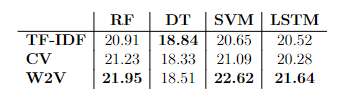 RF DT SVM LSTM
TF-IDF 20.91 18.84 20.65 20.52
CV 21.23 18.33 21.09 20.28
W2V 21.95 18.51 22.62 21.64